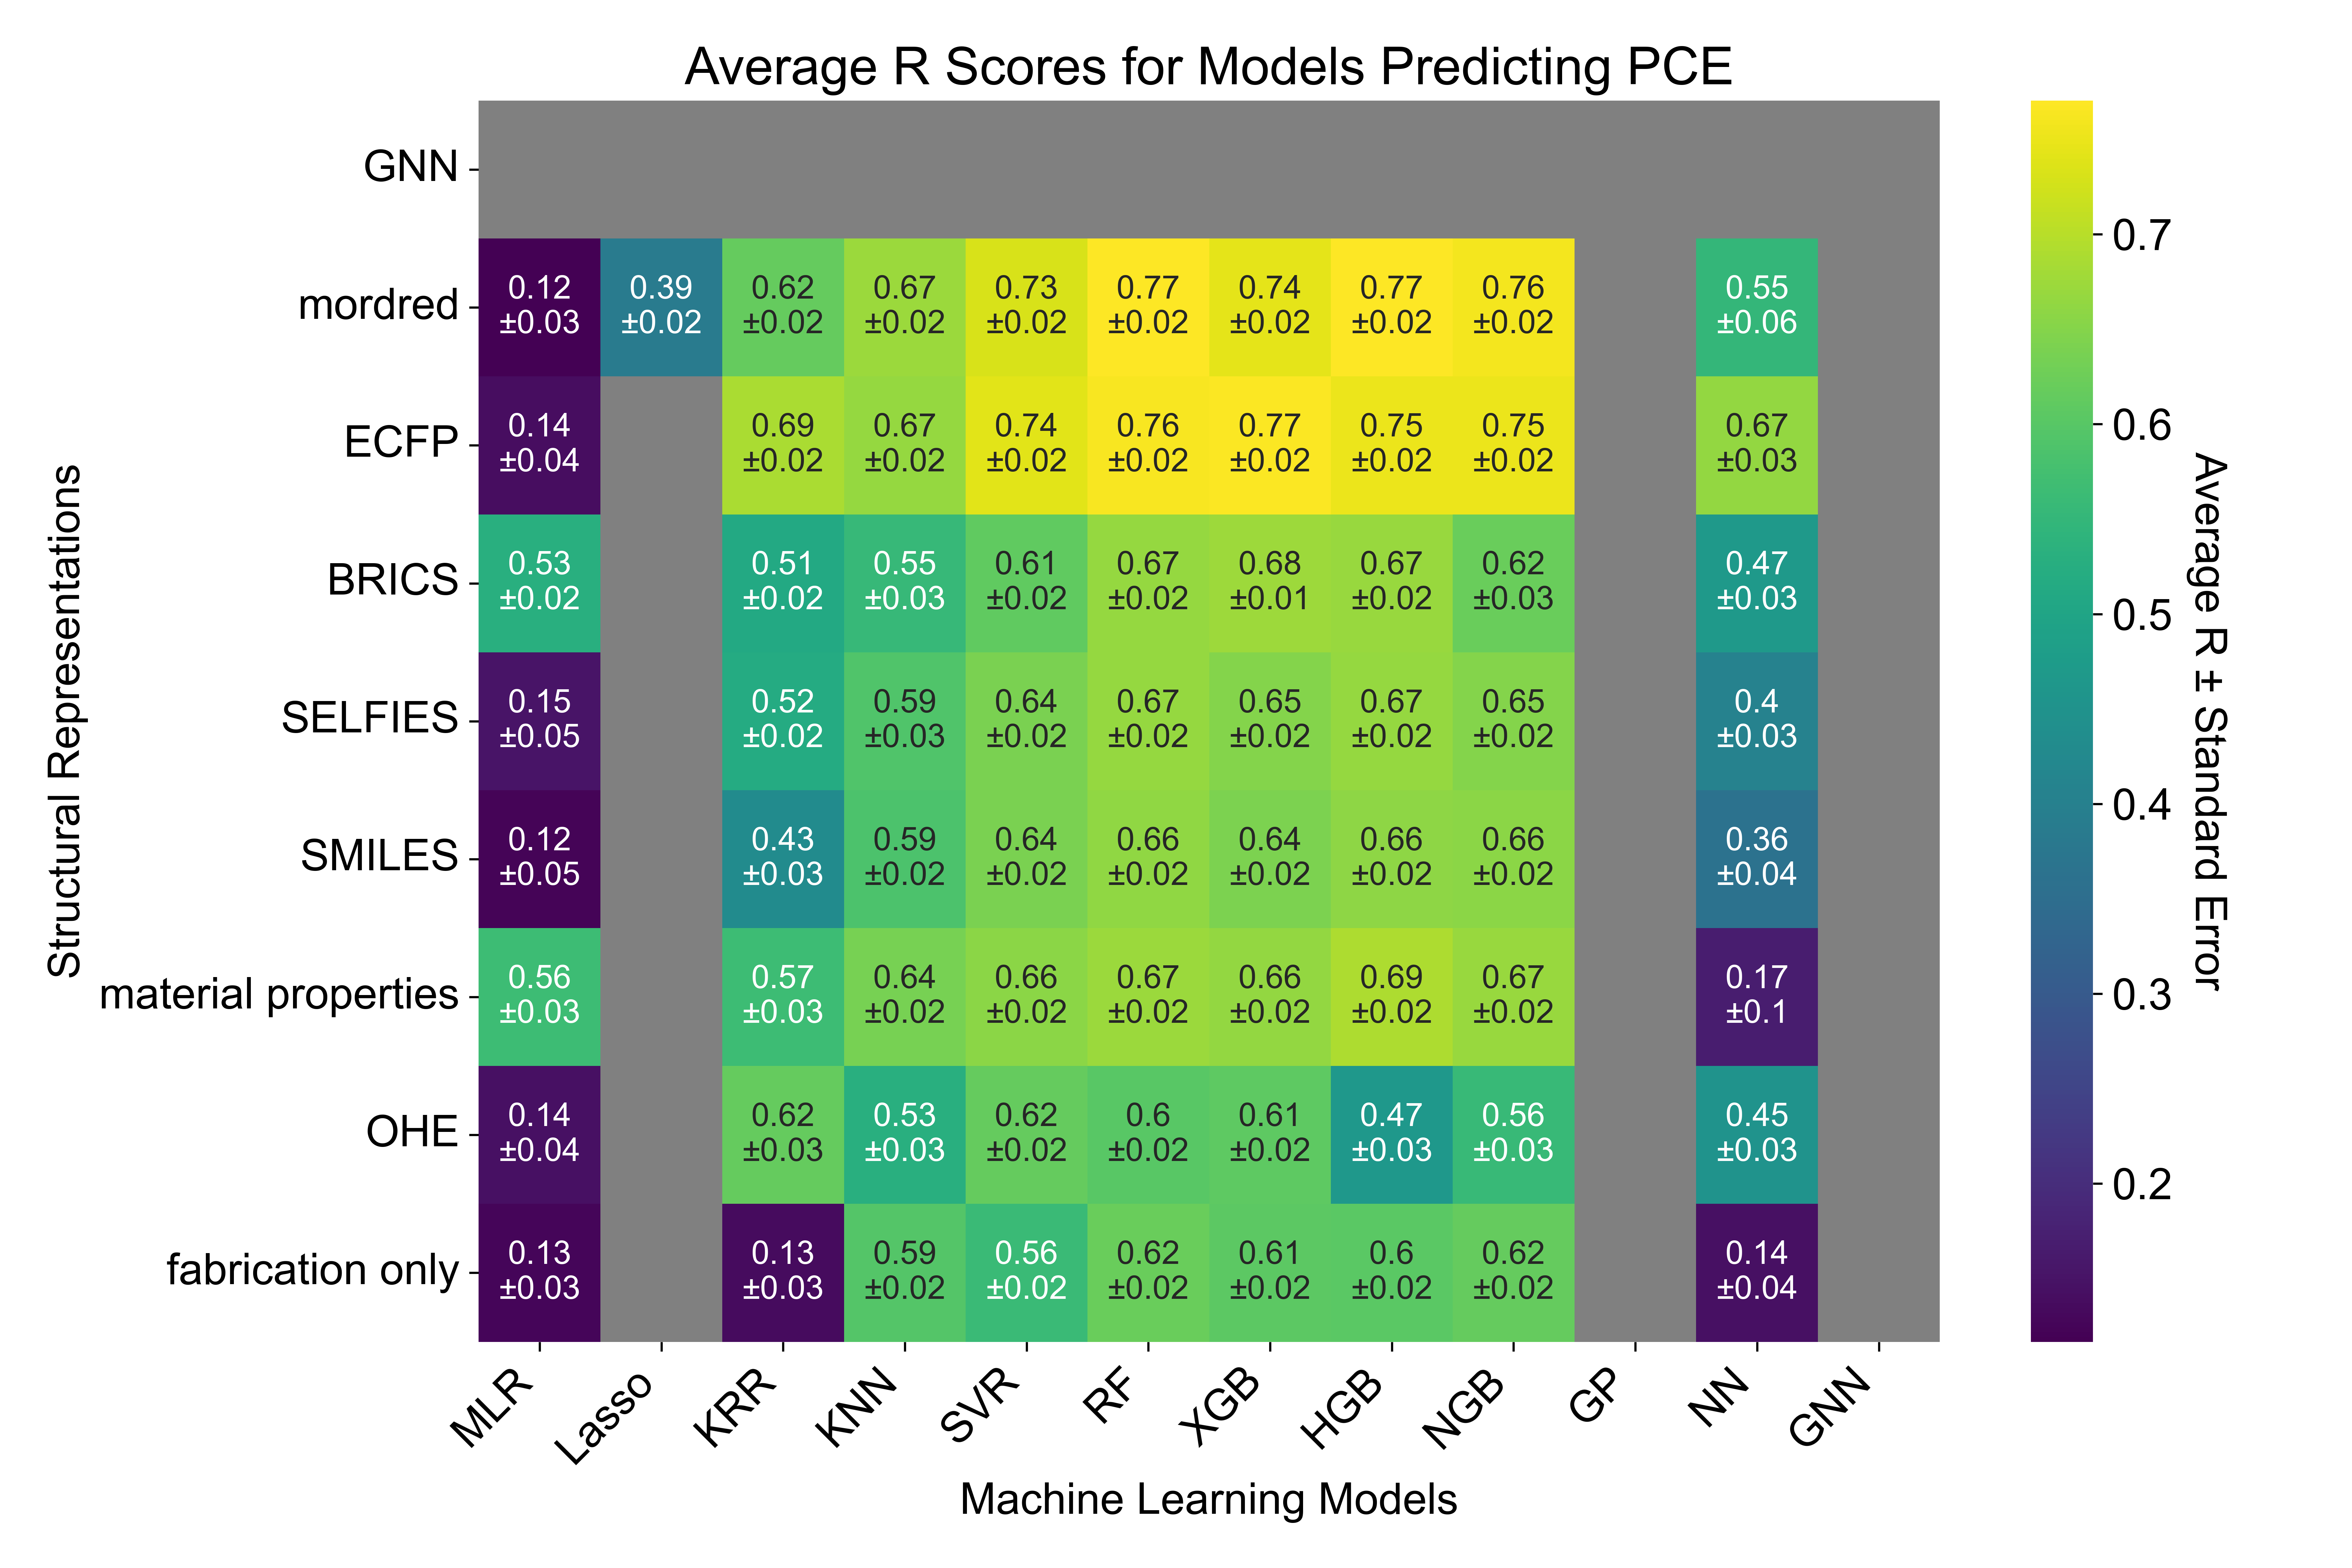 Average R Scores for Models Predicting PCE
Structural Representations
GNN
mordred
0.12 0.39 0.62 0.67 0.73 0.77 0.74 0.77 0.76 0.55
±0.03 ±0.02 ±0.02 ±0.02 ±0.02 ±0.02 ±0.02 ±0.02 ±0.02 ±0.06
ECFP
0.14 0.69 0.67 0.74 0.76 0.77 0.75 0.75 0.67
±0.04 ±0.02 ±0.02 ±0.02 ±0.02 ±0.02 ±0.02 ±0.02 ±0.03
BRICS
0.53 0.51 0.55 0.61 0.67 0.68 0.67 0.62 0.47
±0.02 ±0.02 ±0.03 ±0.02 ±0.02 ±0.01 ±0.02 ±0.03 ±0.03
SELFIES
0.15 0.52 0.59 0.64 0.67 0.65 0.67 0.65 0.4
±0.05 ±0.02 ±0.03 ±0.02 ±0.02 ±0.02 ±0.02 ±0.02 ±0.03
SMILES
0.12 0.43 0.59 0.64 0.66 0.64 0.66 0.66 0.36
±0.05 ±0.03 ±0.02 ±0.02 ±0.02 ±0.02 ±0.02 ±0.02 ±0.04
material properties
0.56 0.57 0.64 0.66 0.67 0.66 0.69 0.67 0.17
±0.03 ±0.03 ±0.02 ±0.02 ±0.02 ±0.02 ±0.02 ±0.02 ±0.1
OHE
0.14 0.62 0.53 0.62 0.6 0.61 0.47 0.56 0.45
±0.04 ±0.03 ±0.03 ±0.02 ±0.02 ±0.02 ±0.03 ±0.03 ±0.03
fabrication only
0.13 0.13 0.59 0.56 0.62 0.61 0.6 0.62 0.14
±0.03 ±0.03 ±0.02 ±0.02 ±0.02 ±0.02 ±0.02 ±0.02 ±0.04
MLR Lasso KRR KNN SVR RF XGB HGB NGB GP NN GNN
Machine Learning Models
0.7
0.6
0.5
0.4
0.3
0.2
Average R ± Standard Error